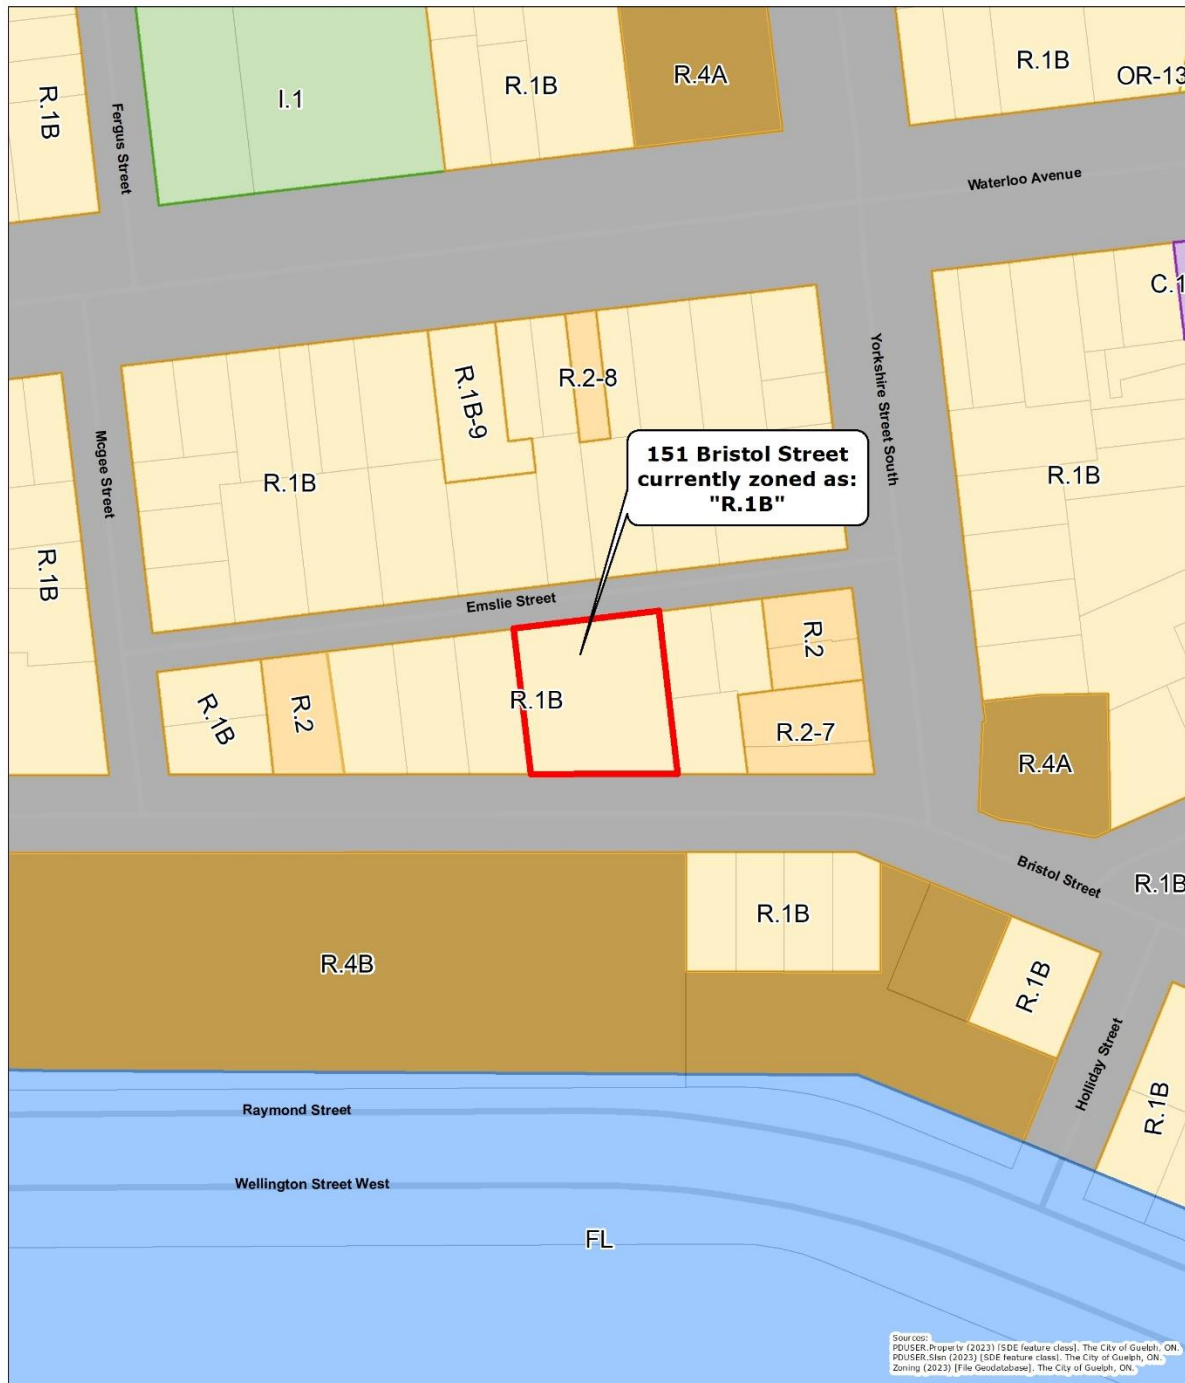 R.1B
Fergus Street
I.1
R.1B
R.4A
R.1B
OR-13
Waterloo Avenue
C.1
Mcgee Street
R.1B
R.1B
R.1B-9
R.2-8
Yorkshire Street South
R.1B
151 Bristol Street
currently zoned as:
"R.1B"
Emslie Street
R.1B
R.2
R.1B
R.2
R.2-7
R.4A
Bristol Street
R.1B
R.4B
R.1B
R.1B
Holliday Street
R.1B
Raymond Street
Wellington Street West
FL
Sources:
PDUSER.Property (2023) [SDE feature class]. The City of Guelph, ON.
PDUSER.Slsn (2023) [SDE feature class]. The City of Guelph, ON.
Zoning (2023) [File Geodatabase]. The City of Guelph, ON.